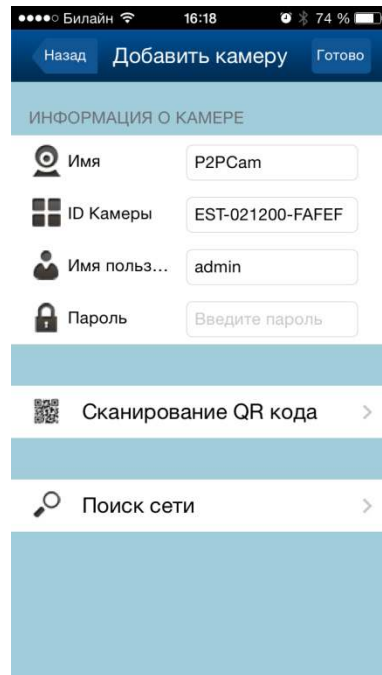 Билайн 16:18 74 %
Назад Добавить камеру Готово
ИНФОРМАЦИЯ О КАМЕРЕ
Имя P2PCam
ID Камеры EST-021200-FAFEF
Имя польз... admin
Пароль Введите пароль
Сканирование QR кода
Поиск сети